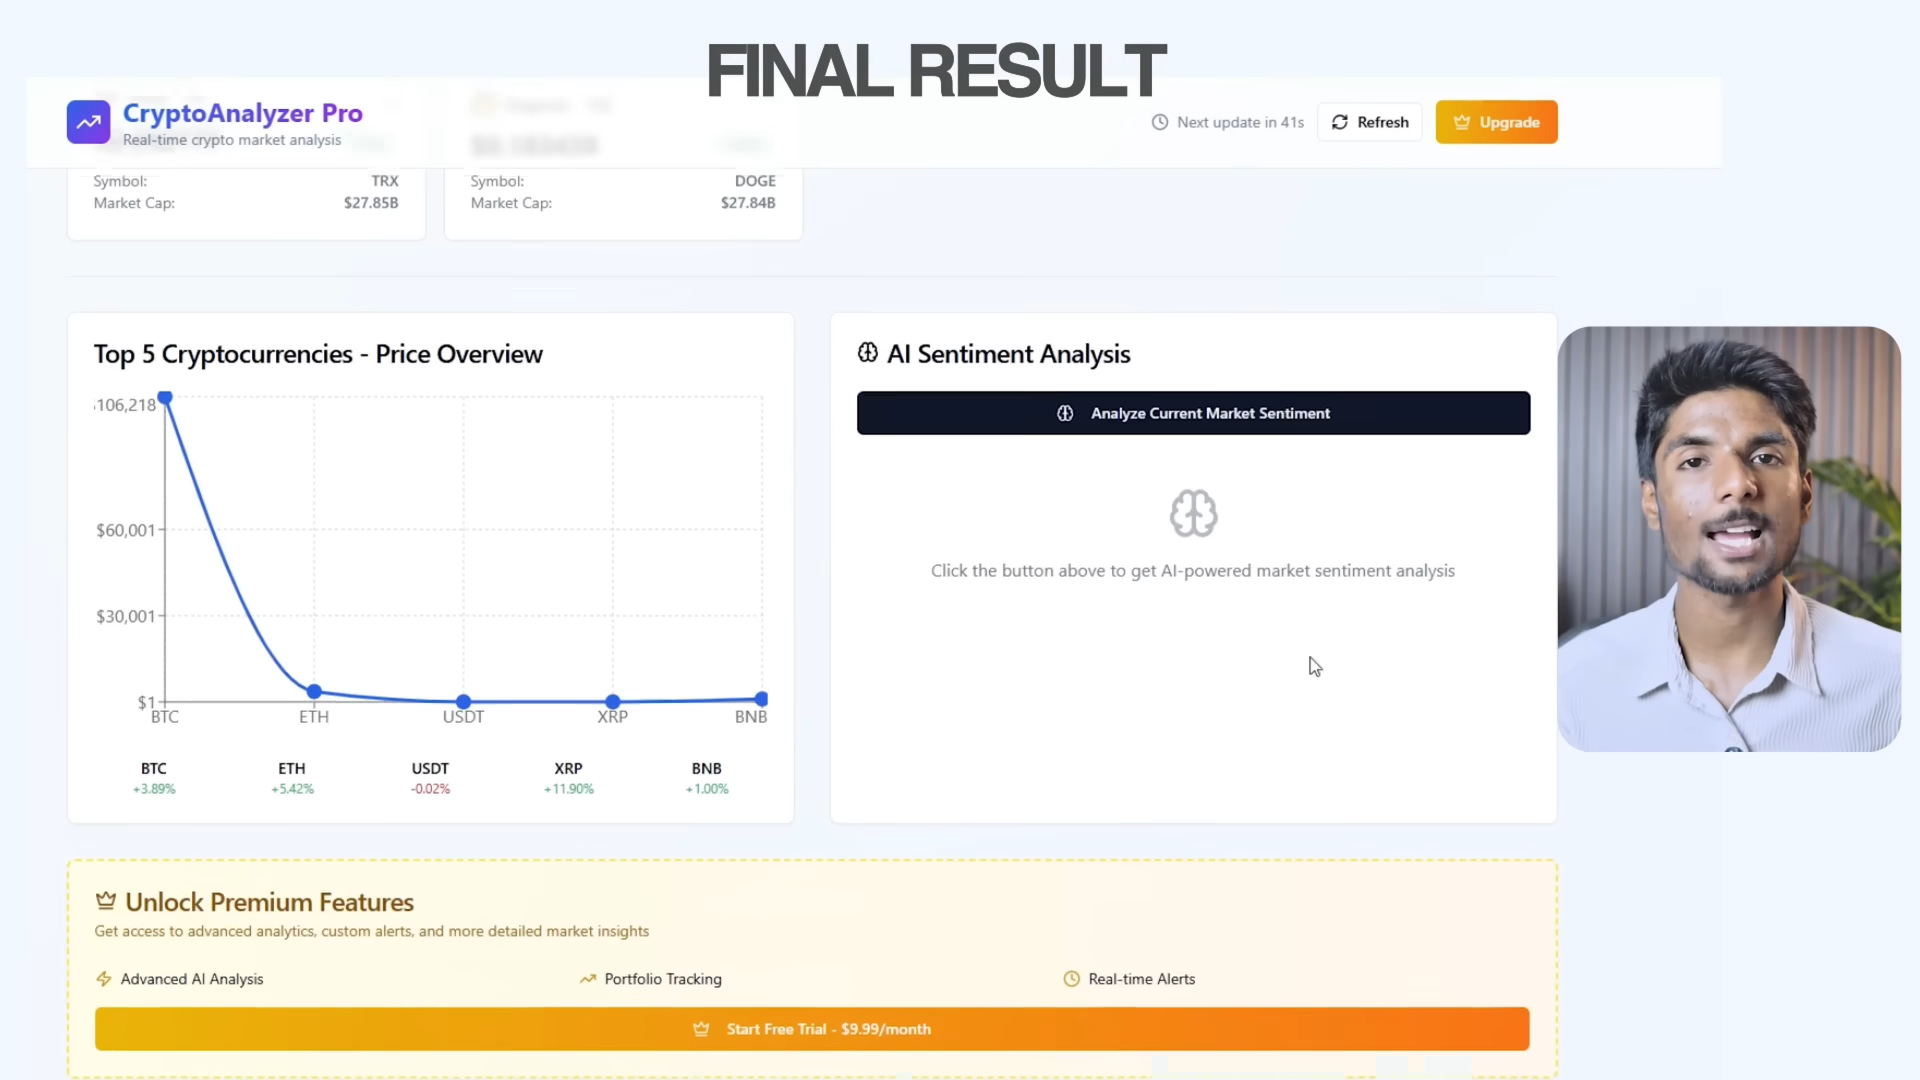 FINAL RESULT
CryptoAnalyzer Pro
Real-time crypto market analysis
Next update in 41s
Refresh
Upgrade
Symbol: TRX
Market Cap: $27.85B
Symbol: DOGE
Market Cap: $27.84B
Top 5 Cryptocurrencies - Price Overview
106,218
$60,001
$30,001
$1
BTC ETH USDT XRP BNB
BTC ETH USDT XRP BNB
+3.89% +5.42% -0.02% +11.90% +1.00%
AI Sentiment Analysis
Analyze Current Market Sentiment
Click the button above to get AI-powered market sentiment analysis
Unlock Premium Features
Get access to advanced analytics, custom alerts, and more detailed market insights
Advanced AI Analysis
Portfolio Tracking
Real-time Alerts
Start Free Trial - $9.99/month